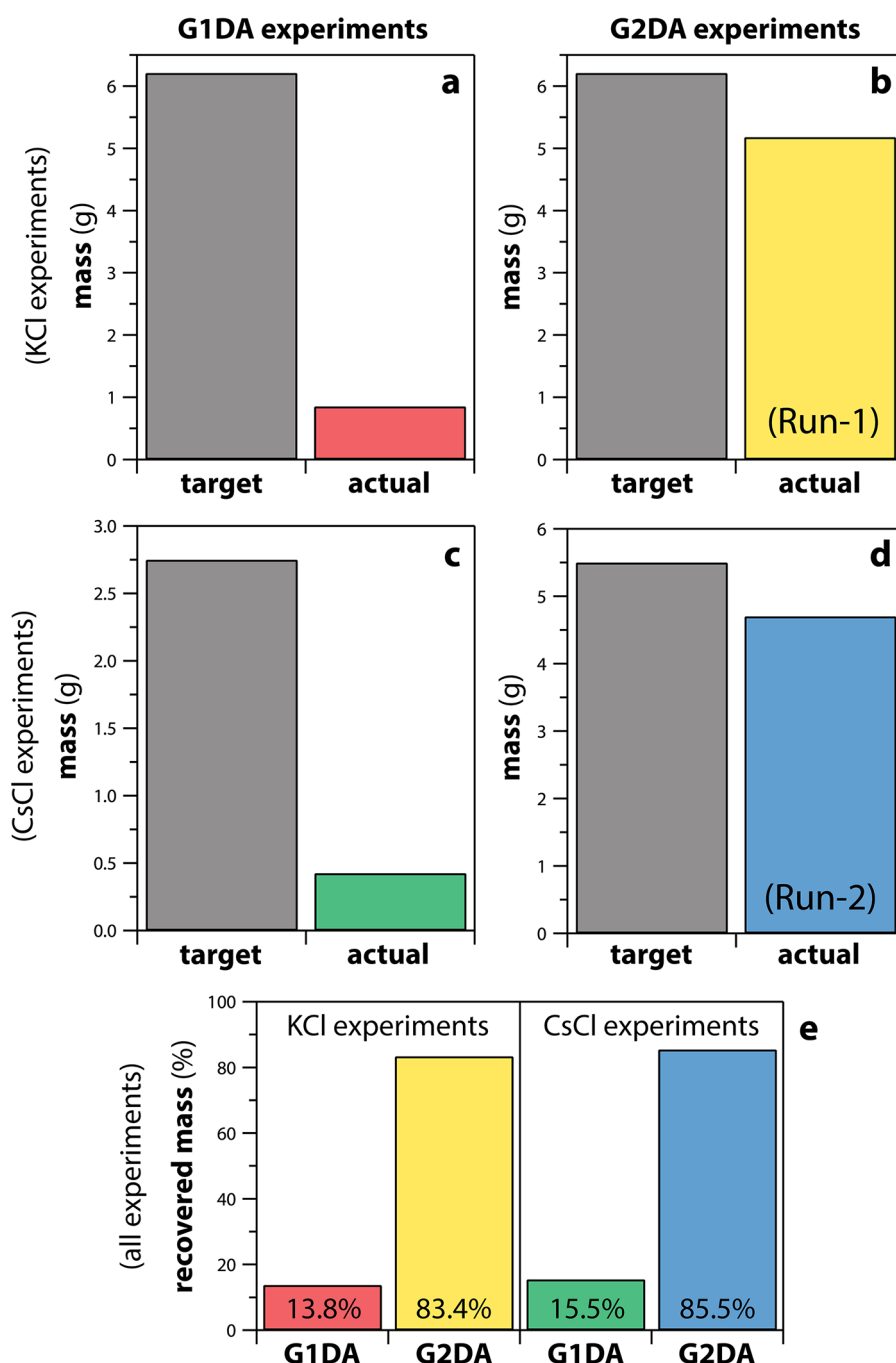 G1DA experiments
G2DA experiments
(KCl experiments)
mass (g)
6
5
4
3
2
1
0
a
target
actual
mass (g)
6
5
4
3
2
1
0
b
(Run-1)
target
actual
(CsCl experiments)
mass (g)
3.0
2.5
2.0
1.5
1.0
0.5
0.0
c
target
actual
mass (g)
6
5
4
3
2
1
0
d
(Run-2)
target
actual
(all experiments)
recovered mass (%)
100
80
60
40
20
0
KCl experiments
CsCl experiments
e
13.8%
83.4%
15.5%
85.5%
G1DA
G2DA
G1DA
G2DA